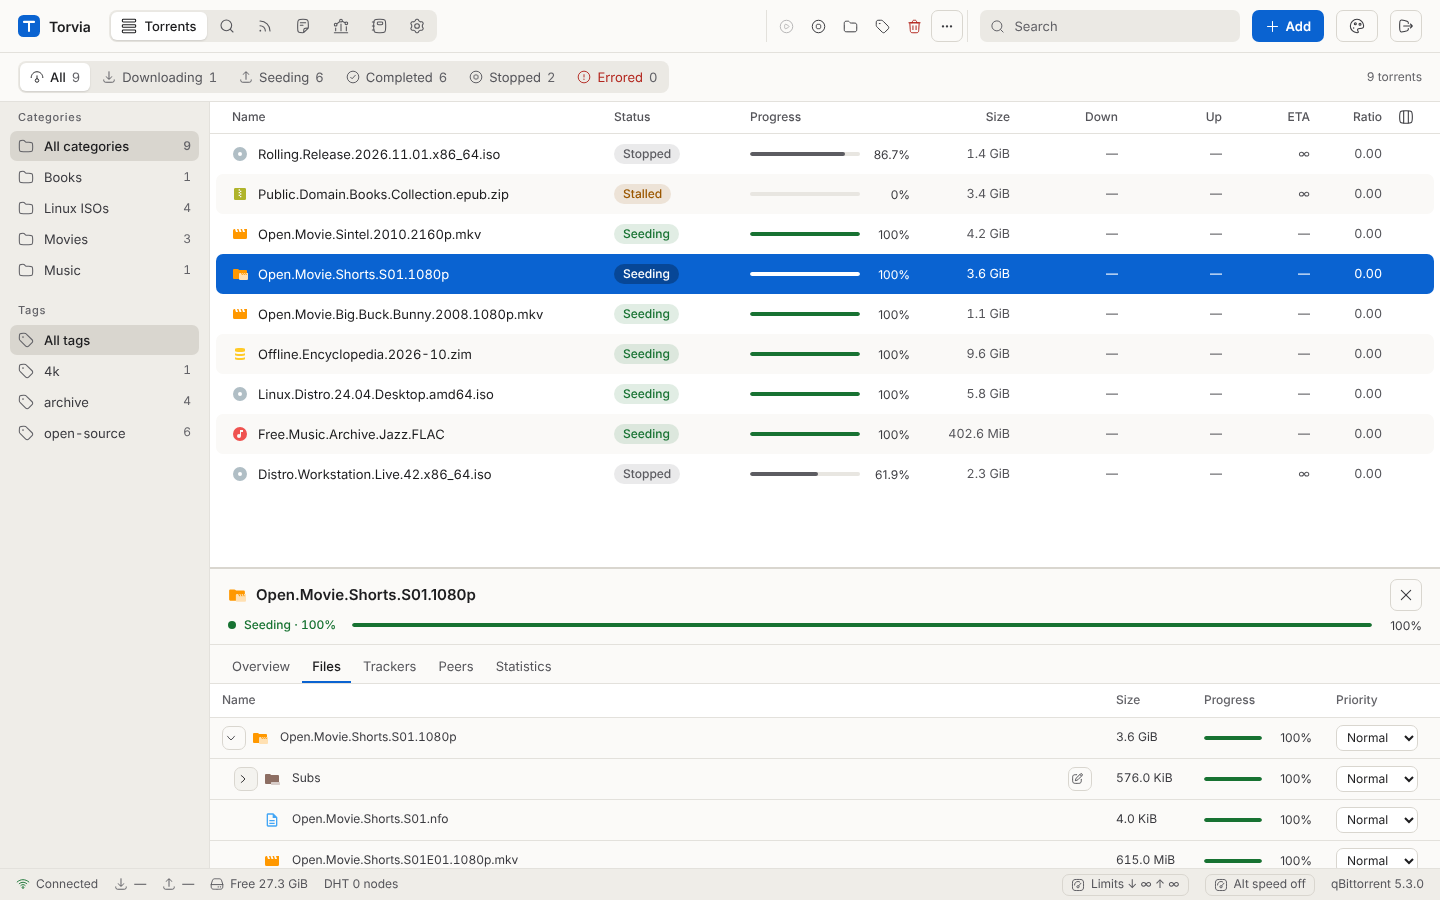 Torvia
Torrents
Search
Add
All 9
Downloading 1
Seeding 6
Completed 6
Stopped 2
Errored 0
9 torrents
Categories
All categories 9
Books 1
Linux ISOs 4
Movies 3
Music 1
Tags
All tags
4k 1
archive 4
open-source 6
Name Status Progress Size Down Up ETA Ratio
Rolling.Release.2026.11.01.x86_64.iso Stopped 86.7% 1.4 GiB — — ∞ 0.00
Public.Domain.Books.Collection.epub.zip Stalled 0% 3.4 GiB — — ∞ 0.00
Open.Movie.Sintel.2010.2160p.mkv Seeding 100% 4.2 GiB — — — 0.00
Open.Movie.Shorts.S01.1080p Seeding 100% 3.6 GiB — — — 0.00
Open.Movie.Big.Buck.Bunny.2008.1080p.mkv Seeding 100% 1.1 GiB — — — 0.00
Offline.Encyclopedia.2026-10.zim Seeding 100% 9.6 GiB — — — 0.00
Linux.Distro.24.04.Desktop.amd64.iso Seeding 100% 5.8 GiB — — — 0.00
Free.Music.Archive.Jazz.FLAC Seeding 100% 402.6 MiB — — — 0.00
Distro.Workstation.Live.42.x86_64.iso Stopped 61.9% 2.3 GiB — — ∞ 0.00
Open.Movie.Shorts.S01.1080p
Seeding · 100% 100%
Overview Files Trackers Peers Statistics
Name Size Progress Priority
Open.Movie.Shorts.S01.1080p 3.6 GiB 100% Normal
Subs 576.0 KiB 100% Normal
Open.Movie.Shorts.S01.nfo 4.0 KiB 100% Normal
Open.Movie.Shorts.S01E01.1080p.mkv 615.0 MiB 100% Normal
Connected — — Free 27.3 GiB DHT 0 nodes Limits ↓ ∞ ↑ ∞ Alt speed off qBittorrent 5.3.0